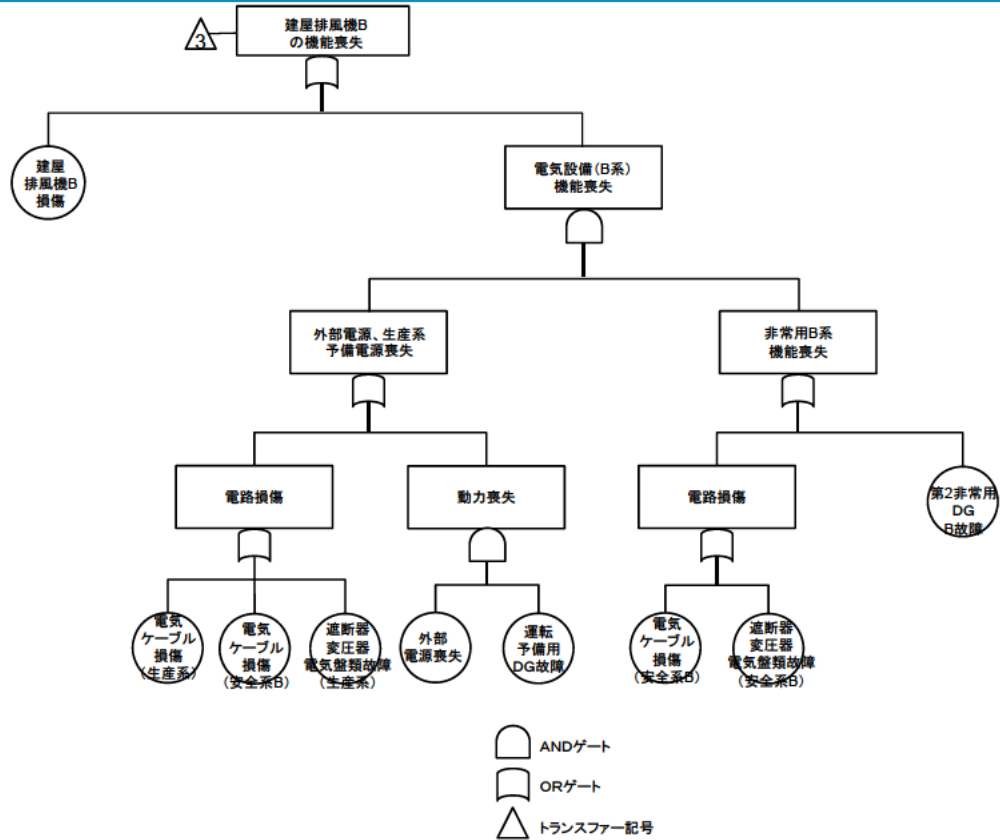 建屋排風機B
の機能喪失
3
建屋
排風機B
損傷
電気設備(B系)
機能喪失
外部電源、生産系
予備電源喪失
非常用B系
機能喪失
電路損傷
動力喪失
電路損傷
第2非常用
DG
B故障
電気
ケーブル
損傷
(生産系)
電気
ケーブル
損傷
(安全系B)
遮断器
変圧器
電気盤類故障
(生産系)
外部
電源喪失
運転
予備用
DG故障
電気
ケーブル
損傷
(安全系B)
遮断器
変圧器
電気盤類故障
(安全系B)
ANDゲート
ORゲート
トランスファー記号